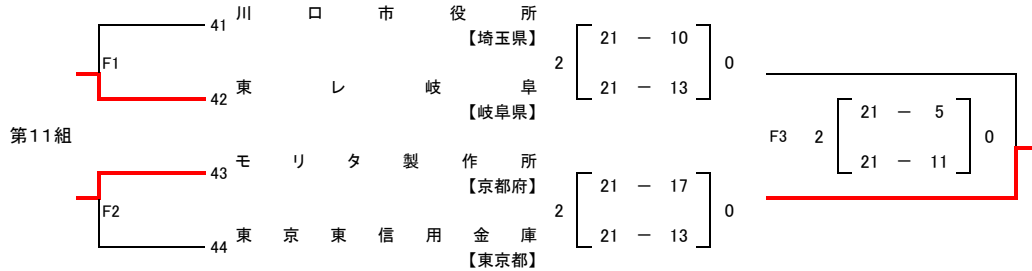 41 川口市役所
【埼玉県】
F1
42 東レ岐阜
【岐阜県】
2 21 － 10 0
21 － 13
第11組
43 モリタ製作所
【京都府】
F2
44 東京東信用金庫
【東京都】
2 21 － 17 0
21 － 13
F3 2 21 － 5 0
21 － 11